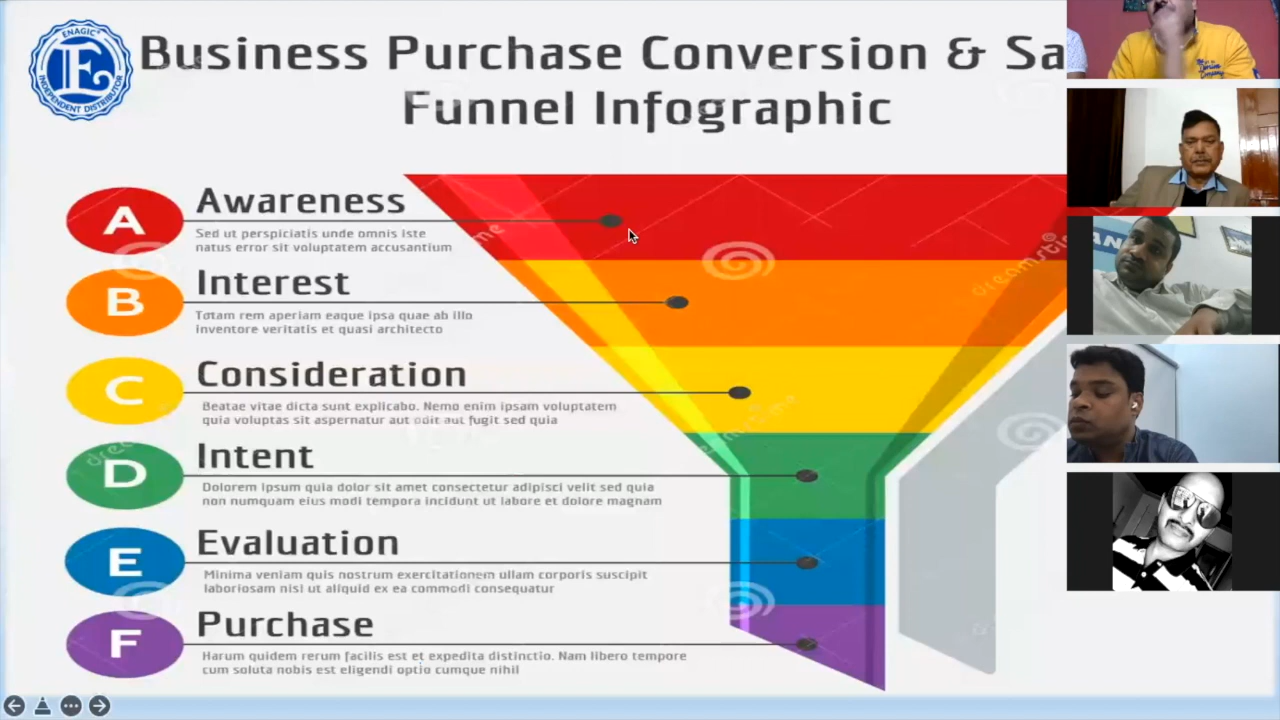 ENAGIC
E
INDEPENDENT DISTRIBUTOR
Business Purchase Conversion & Sa
Funnel Infographic
A
Awareness
Sed ut perspiciatis unde omnis iste
natus error sit voluptatem accusantium
B
Interest
Totam rem aperiam eaque ipsa quae ab illo
inventore veritatis et quasi architecto
C
Consideration
Beatae vitae dicta sunt explicabo. Nemo enim ipsam voluptatem
quia voluptas sit aspernatur aut odit aut fugit sed quia
D
Intent
Dolorem ipsum quia dolor sit amet consectetur adipisci velit sed quia
non numquam eius modi tempora incidunt ut labore et dolore magnam
E
Evaluation
Minima veniam quis nostrum exercitationem ullam corporis suscipit
laboriosam nisi ut aliquid ex ea commodi consequatur
F
Purchase
Harum quidem rerum facilis est et expedita distinctio. Nam libero tempore
cum soluta nobis est eligendi optio cumque nihil
dreamstime